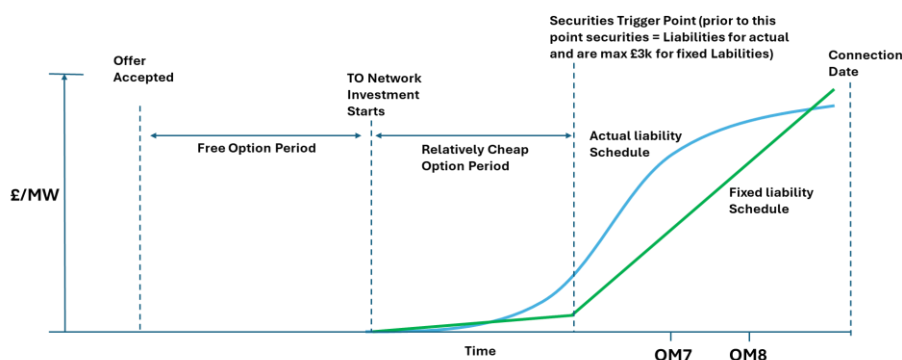 Securities Trigger Point (prior to this
point securities = Liabilities for actual
and are max £3k for fixed Labilities)
Offer
Accepted
Connection
Date
TO Network
Investment
Starts
Free Option Period
Relatively Cheap
Option Period
Actual liability
Schedule
£/MW
Fixed liability
Schedule
Time
QM7
QM8